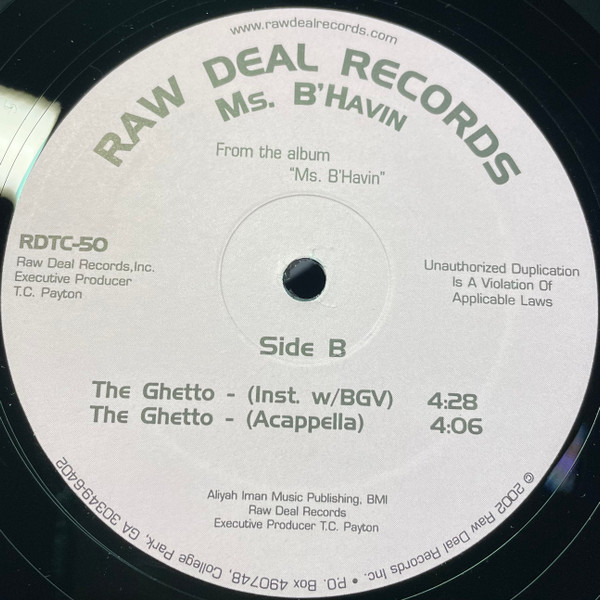 www.rawdealrecords.com
RAW DEAL RECORDS
Ms. B'Havin
From the album
"Ms. B'Havin"
RDTC-50
Raw Deal Records,Inc.
Executive Producer
T.C. Payton
Unauthorized Duplication
Is A Violation Of
Applicable Laws
Side B
The Ghetto - (Inst. w/BGV) 4:28
The Ghetto - (Acappella) 4:06
Aliyah Iman Music Publishing, BMI
Raw Deal Records
Executive Producer T.C. Payton
© 2002 Raw Deal Records Inc. • P.O. Box 490748, College Park, GA 30349-6402